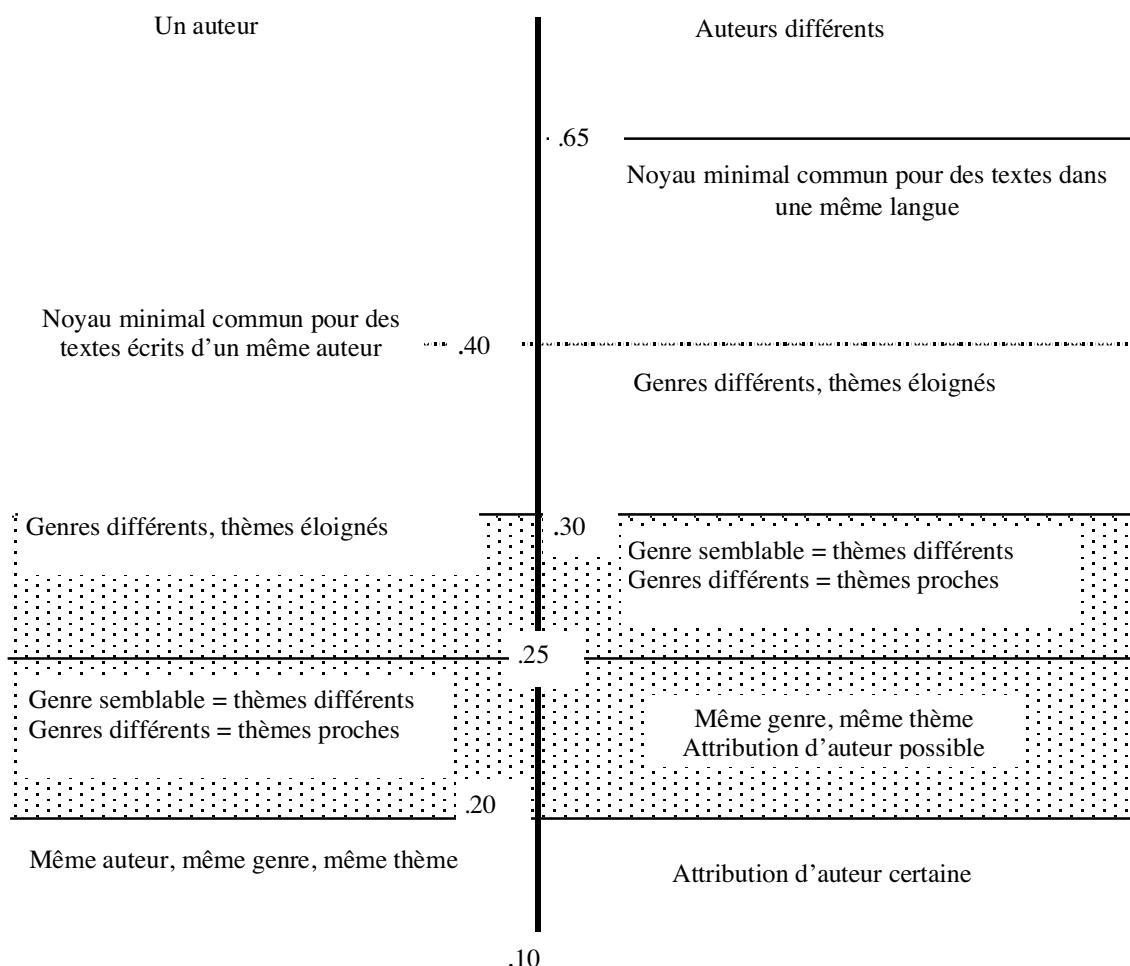 Un auteur
Auteurs différents
.65
Noyau minimal commun pour des textes dans
une même langue
Noyau minimal commun pour des
textes écrits d'un même auteur
.40
Genres différents, thèmes éloignés
Genres différents, thèmes éloignés
.30
Genre semblable = thèmes différents
Genres différents = thèmes proches
.25
Genre semblable = thèmes différents
Genres différents = thèmes proches
Même genre, même thème
Attribution d'auteur possible
.20
Même auteur, même genre, même thème
Attribution d'auteur certaine
.10